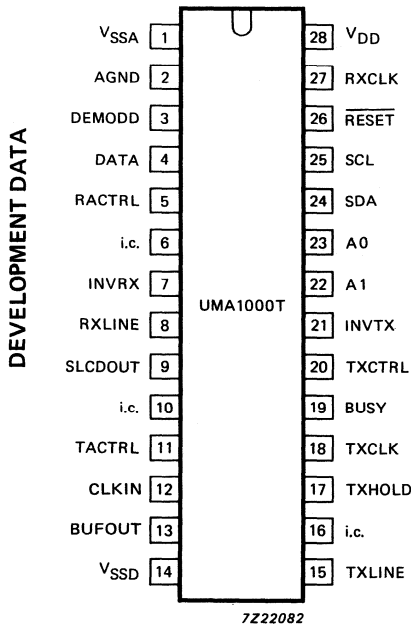 DEVELOPMENT DATA
UMA1000T
VSSA 1
AGND 2
DEMODD 3
DATA 4
RACTRL 5
i.c. 6
INVRX 7
RXLINE 8
SLCDOUT 9
i.c. 10
TACTRL 11
CLKIN 12
BUFOUT 13
VSSD 14
28 VDD
27 RXCLK
26 RESET
25 SCL
24 SDA
23 A0
22 A1
21 INVTX
20 TXCTRL
19 BUSY
18 TXCLK
17 TXHOLD
16 i.c.
15 TXLINE
7Z22082